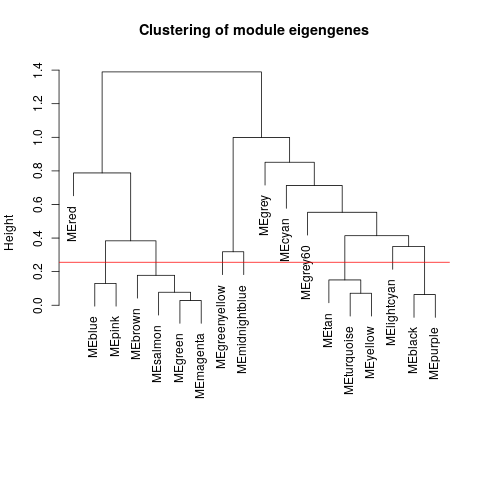 Clustering of module eigengenes
Height
1.4
1.2
1.0
0.8
0.6
0.4
0.2
0.0
MEred
MEblue
MEpink
MEbrown
MEsalmon
MEgreen
MEmagenta
MEgreenyellow
MEmidnightblue
MEgrey
MEcyan
MEgrey60
MEtan
MEturquoise
MEyellow
MElightcyan
MEblack
MEpurple